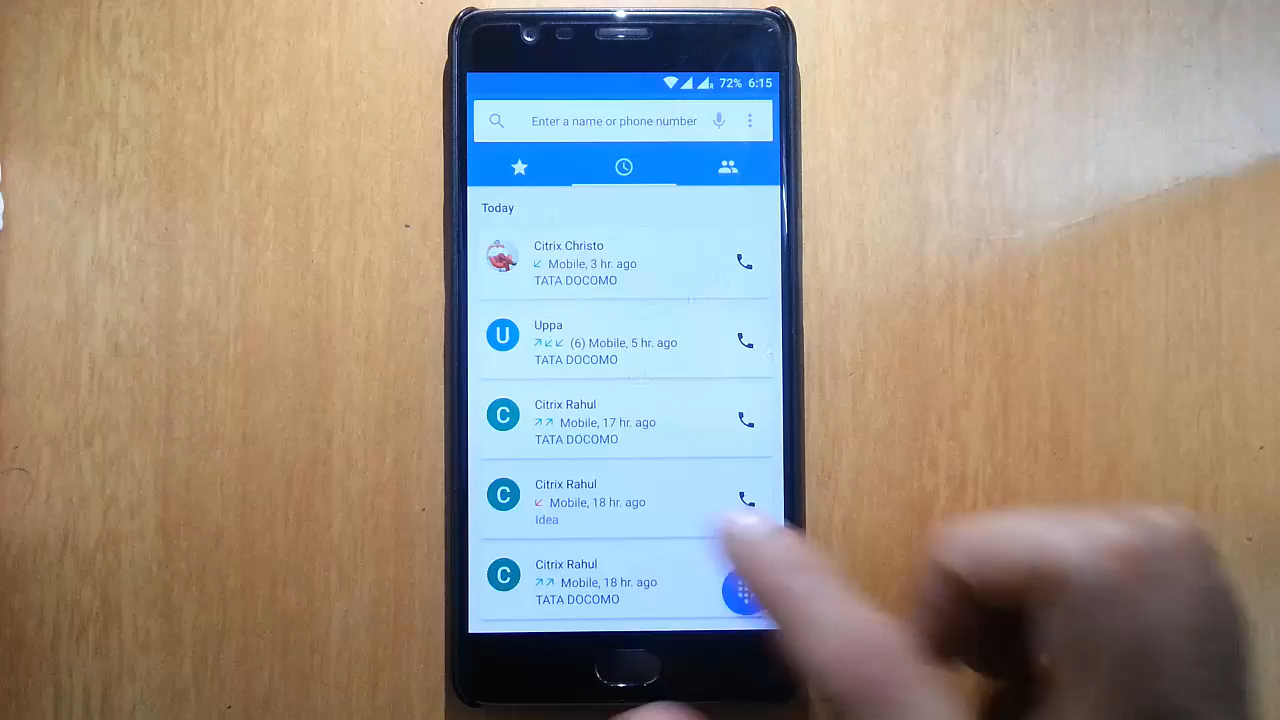 72% 6:15
Enter a name or phone number
Today
Citrix Christo
Mobile, 3 hr. ago
TATA DOCOMO
U
Uppa
(6) Mobile, 5 hr. ago
TATA DOCOMO
C
Citrix Rahul
Mobile, 17 hr. ago
TATA DOCOMO
C
Citrix Rahul
Mobile, 18 hr. ago
Idea
C
Citrix Rahul
Mobile, 18 hr. ago
TATA DOCOMO